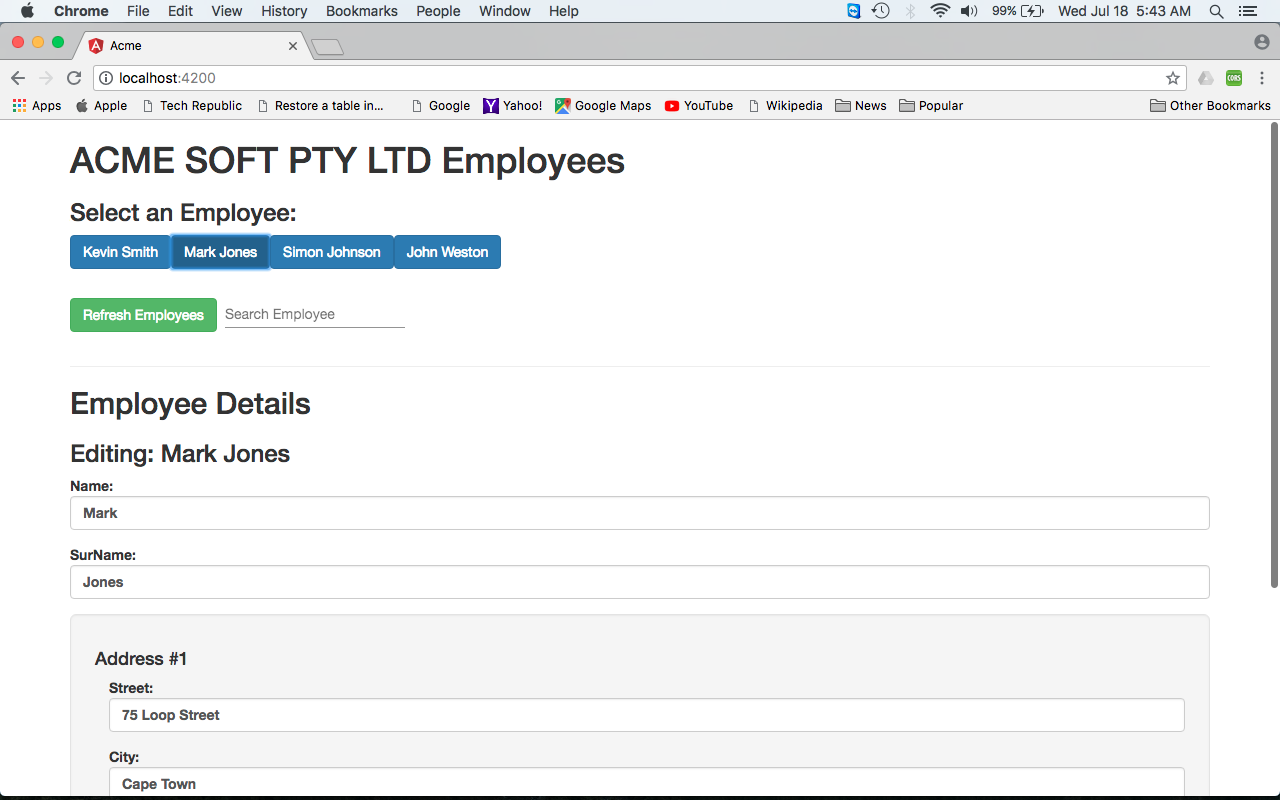 Chrome File Edit View History Bookmarks People Window Help 99% Wed Jul 18 5:43 AM
Acme
localhost:4200
Apps Apple Tech Republic Restore a table in... Google Yahoo! Google Maps YouTube Wikipedia News Popular Other Bookmarks
ACME SOFT PTY LTD Employees
Select an Employee:
Kevin Smith Mark Jones Simon Johnson John Weston
Refresh Employees Search Employee
Employee Details
Editing: Mark Jones
Name:
Mark
SurName:
Jones
Address #1
Street:
75 Loop Street
City:
Cape Town